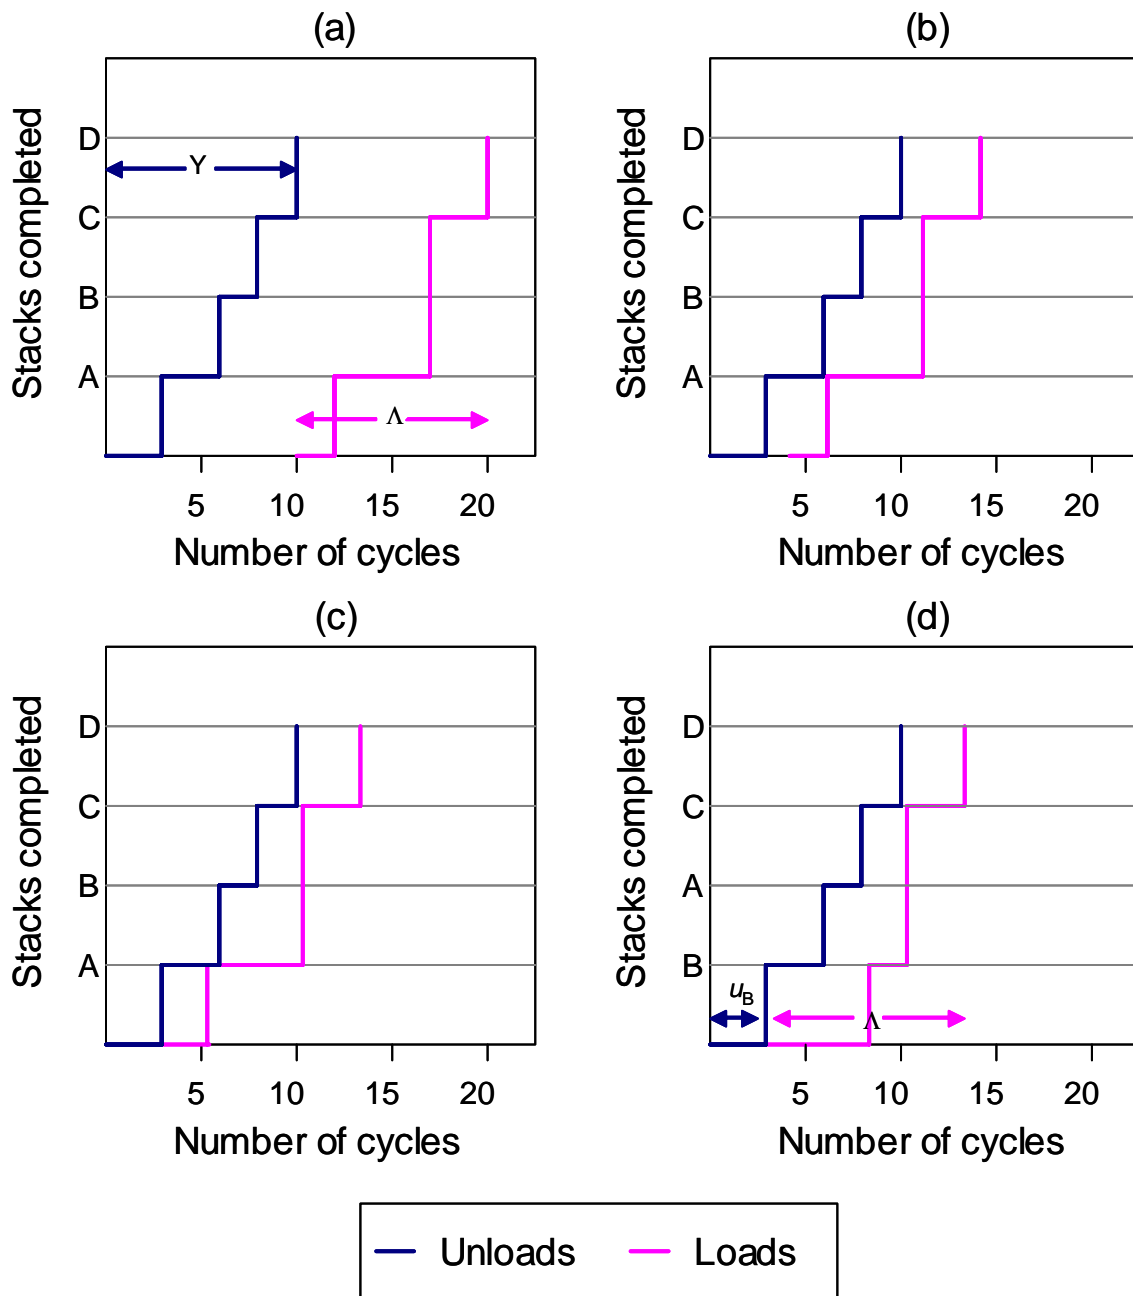 (a)
Stacks completed
D
C
B
A
Υ
Λ
5 10 15 20
Number of cycles
(b)
Stacks completed
D
C
B
A
5 10 15 20
Number of cycles
(c)
Stacks completed
D
C
B
A
5 10 15 20
Number of cycles
(d)
Stacks completed
D
C
A
B
uB
Λ
5 10 15 20
Number of cycles
Unloads Loads